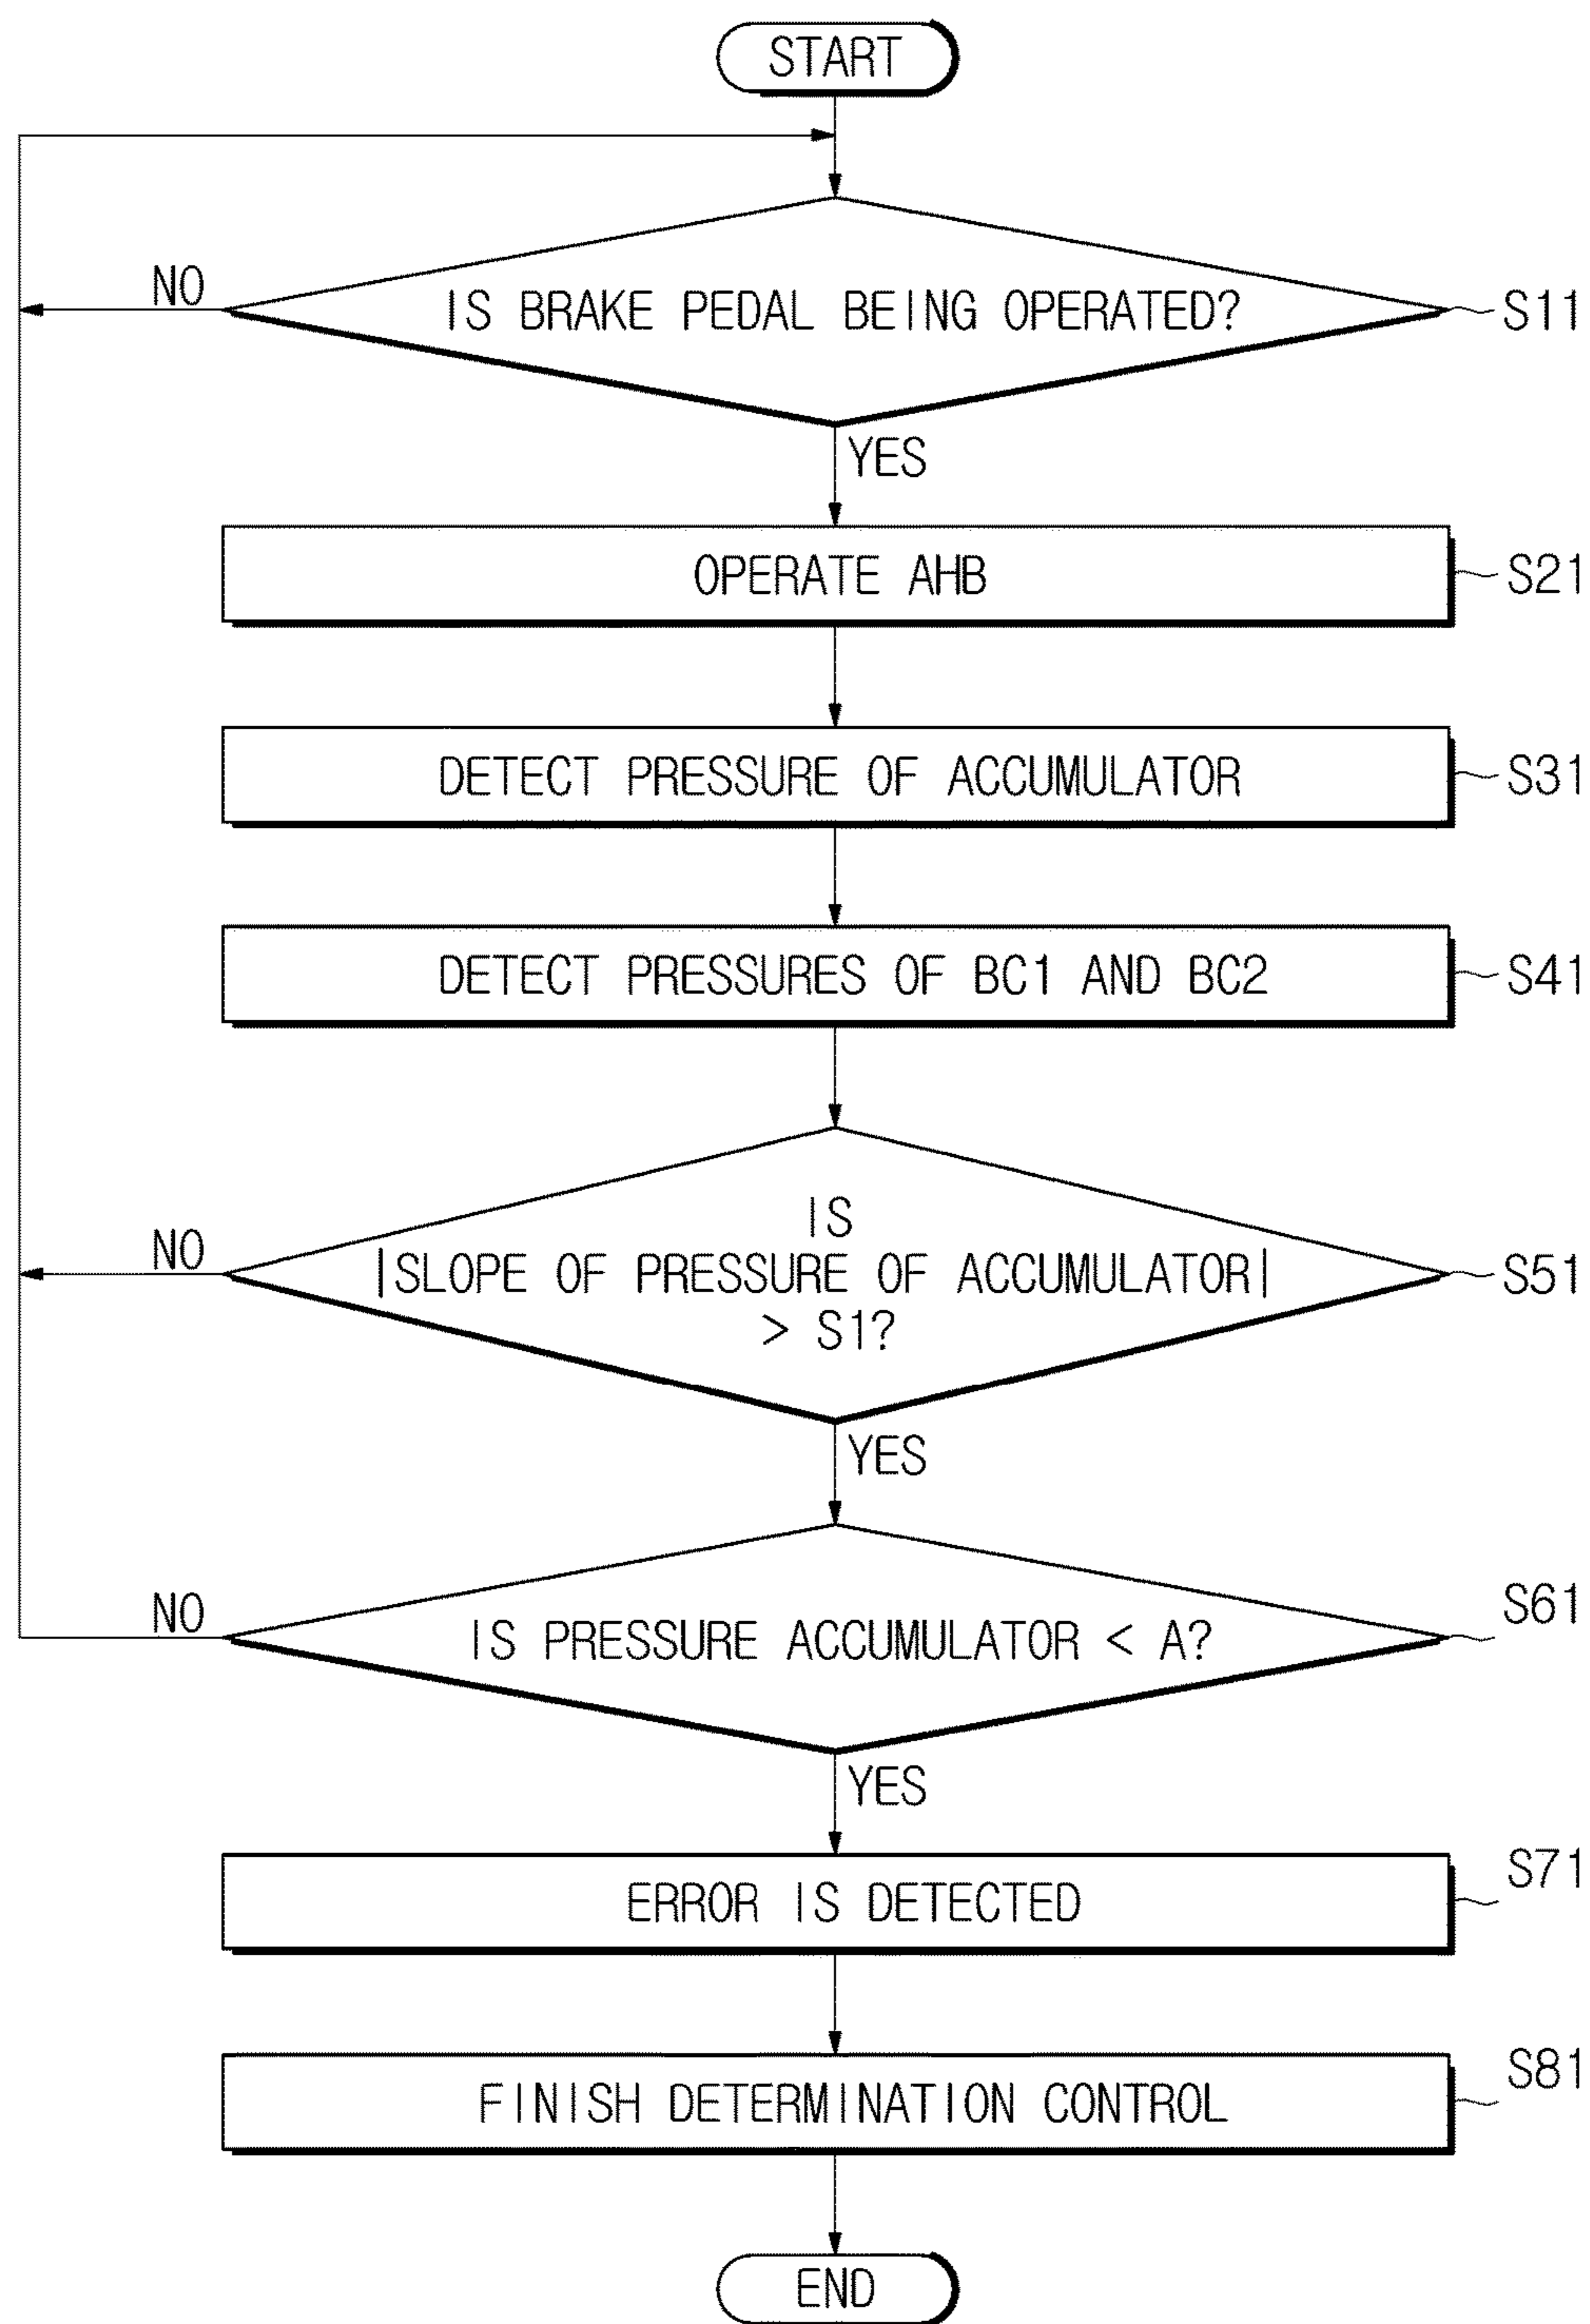 START
NO
IS BRAKE PEDAL BEING OPERATED?
S11
YES
OPERATE AHB
S21
DETECT PRESSURE OF ACCUMULATOR
S31
DETECT PRESSURES OF BC1 AND BC2
S41
NO
IS
|SLOPE OF PRESSURE OF ACCUMULATOR|
> S1?
S51
YES
NO
IS PRESSURE ACCUMULATOR < A?
S61
YES
ERROR IS DETECTED
S71
FINISH DETERMINATION CONTROL
S81
END